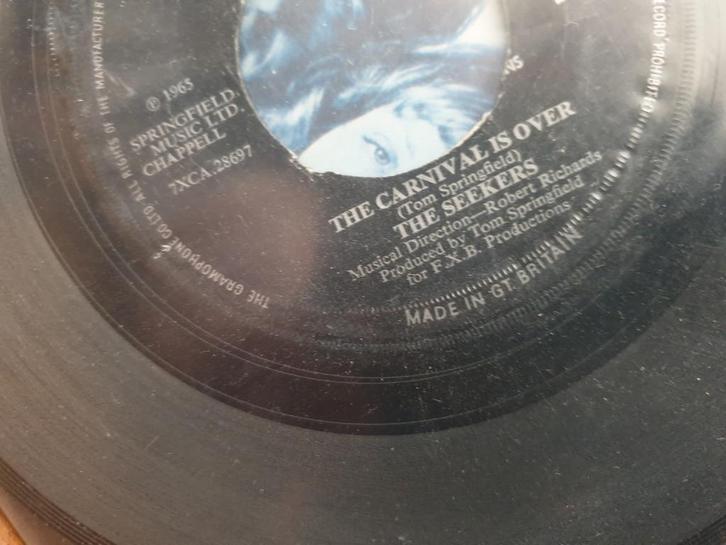 ℗ 1965
SPRINGFIELD
MUSIC LTD.
CHAPPELL
7XCA.28697
THE CARNIVAL IS OVER
(Tom Springfield)
THE SEEKERS
Musical Direction—Robert Richards
Produced by Tom Springfield
for F.X.B. Productions
MADE IN GT. BRITAIN
THE GRAMOPHONE CO LTD ALL RIGHTS OF THE MANUFACTURER
RECORD PROHIBITED